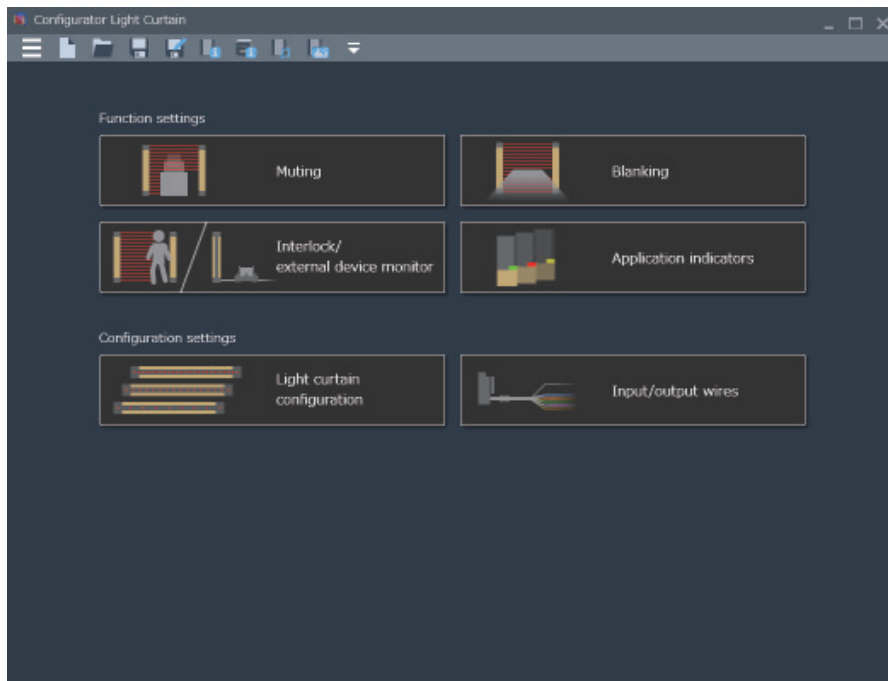 Configurator Light Curtain
Function settings
Muting
Blanking
Interlock/
external device monitor
Application indicators
Configuration settings
Light curtain
configuration
Input/output wires